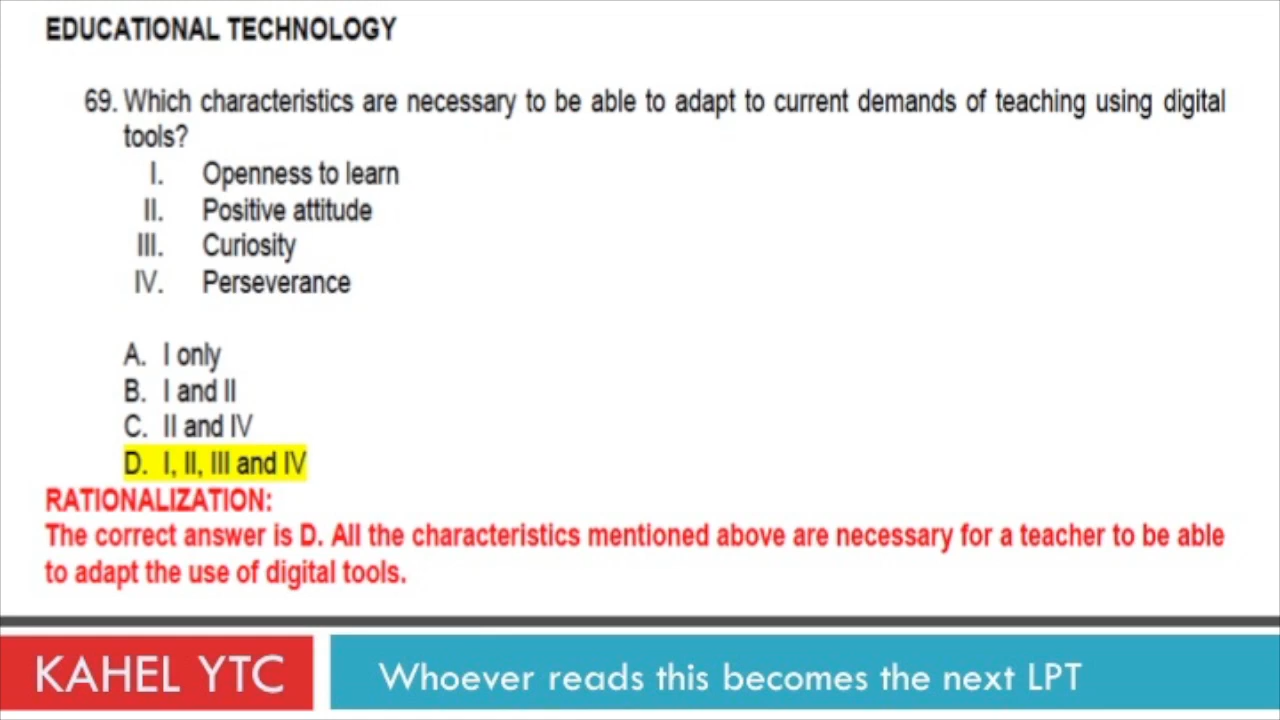 EDUCATIONAL TECHNOLOGY
69. Which characteristics are necessary to be able to adapt to current demands of teaching using digital
tools?
I. Openness to learn
II. Positive attitude
III. Curiosity
IV. Perseverance
A. I only
B. I and II
C. II and IV
D. I, II, III and IV
RATIONALIZATION:
The correct answer is D. All the characteristics mentioned above are necessary for a teacher to be able
to adapt the use of digital tools.
KAHEL YTC
Whoever reads this becomes the next LPT